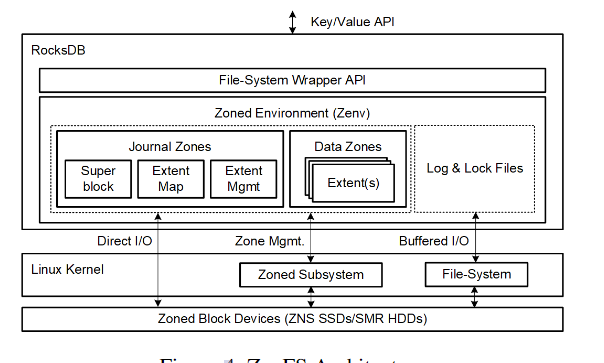 Key/Value API
RocksDB
File-System Wrapper API
Zoned Environment (Zenv)
Journal Zones
Super
block
Extent
Map
Extent
Mgmt
Data Zones
Extent(s)
Log & Lock Files
Direct I/O
Zone Mgmt.
Buffered I/O
Linux Kernel
Zoned Subsystem
File-System
Zoned Block Devices (ZNS SSDs/SMR HDDs)